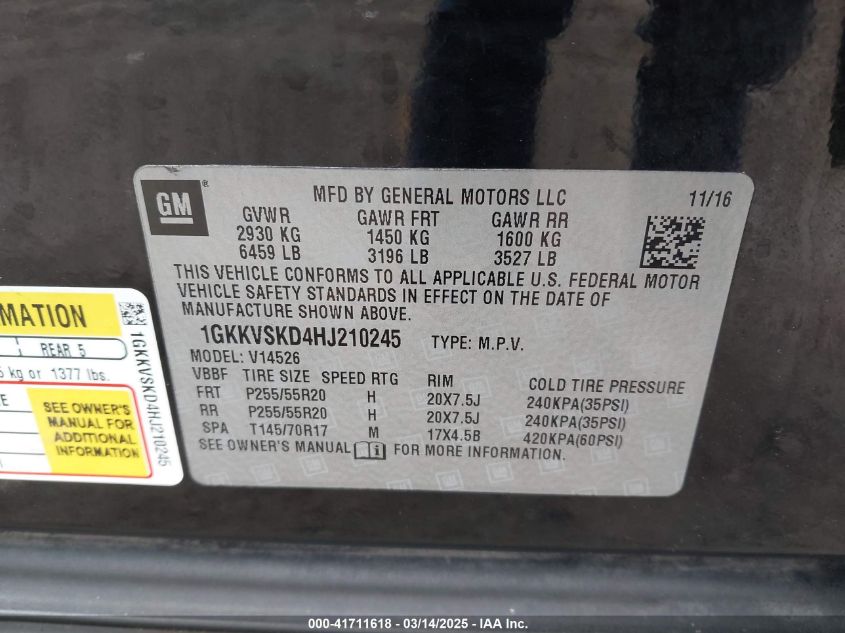 GM ®
MFD BY GENERAL MOTORS LLC 11/16
GVWR GAWR FRT GAWR RR
2930 KG 1450 KG 1600 KG
6459 LB 3196 LB 3527 LB
THIS VEHICLE CONFORMS TO ALL APPLICABLE U.S. FEDERAL MOTOR
VEHICLE SAFETY STANDARDS IN EFFECT ON THE DATE OF
MANUFACTURE SHOWN ABOVE.
1GKKVSKD4HJ210245 TYPE: M.P.V.
MODEL: V14526
VBBF TIRE SIZE SPEED RTG RIM COLD TIRE PRESSURE
FRT P255/55R20 H 20X7.5J 240KPA(35PSI)
RR P255/55R20 H 20X7.5J 240KPA(35PSI)
SPA T145/70R17 M 17X4.5B 420KPA(60PSI)
SEE OWNER'S MANUAL FOR MORE INFORMATION.
REAR 5
kg or 1377 lbs.
SEE OWNER'S
MANUAL FOR
ADDITIONAL
INFORMATION
1GKKVSKD4HJ210245
000-41711618 - 03/14/2025 - IAA Inc.